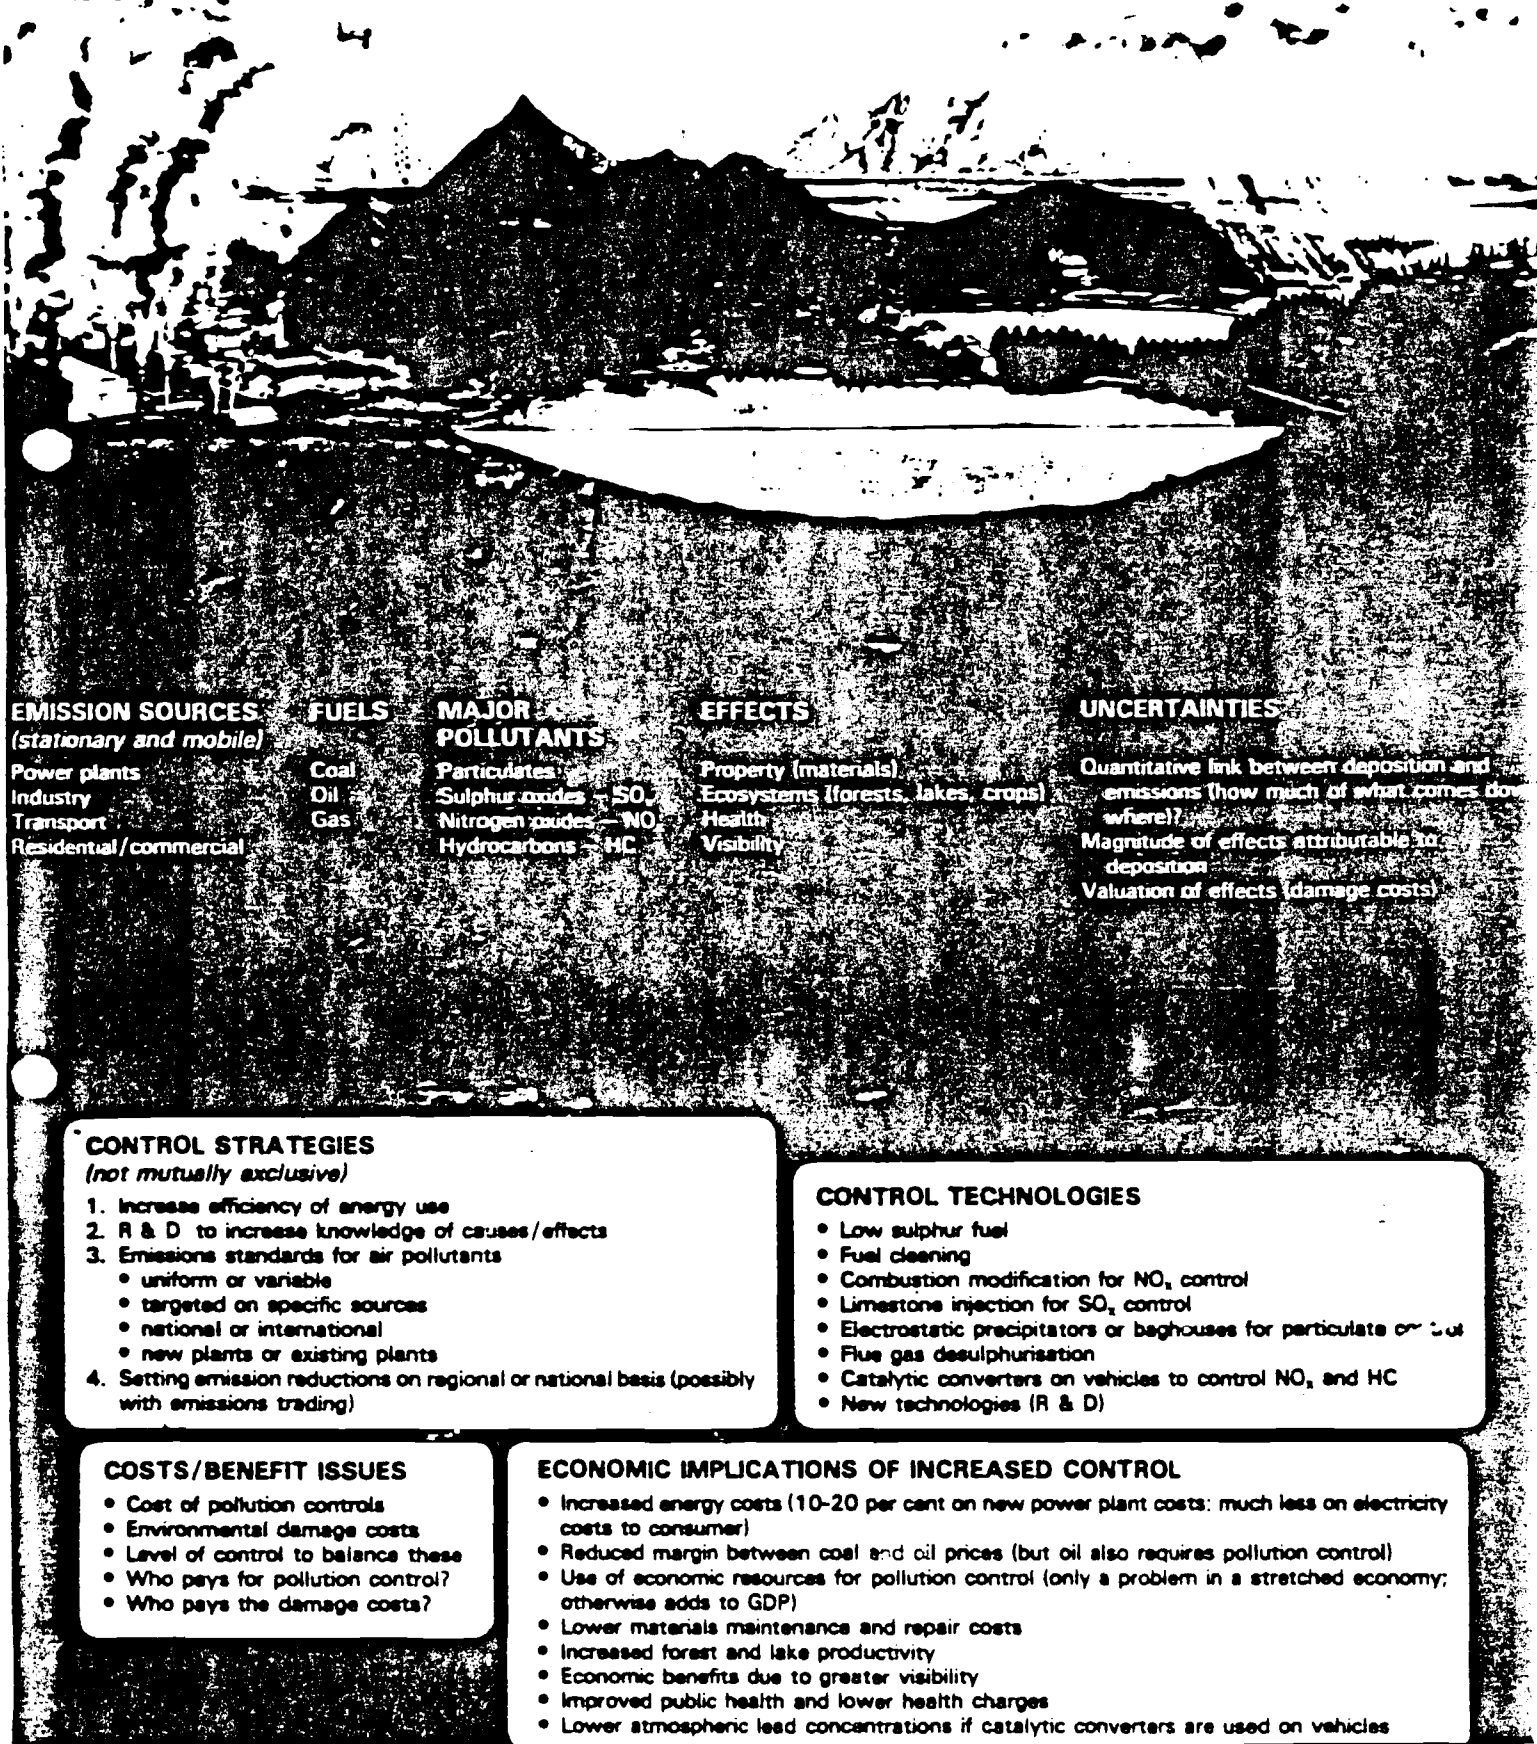 EMISSION SOURCES
(stationary and mobile)
Power plants
Industry
Transport
Residential/commercial
FUELS
Coal
Oil
Gas
MAJOR
POLLUTANTS
Particulates
Sulphur oxides – SOₓ
Nitrogen oxides – NOₓ
Hydrocarbons – HC
EFFECTS
Property (materials)
Ecosystems (forests, lakes, crops)
Health
Visibility
UNCERTAINTIES
Quantitative link between deposition and
emissions (how much of what comes
where)?
Magnitude of effects attributable to
deposition
Valuation of effects (damage costs)
CONTROL STRATEGIES
(not mutually exclusive)
1. Increase efficiency of energy use
2. R & D to increase knowledge of causes/effects
3. Emissions standards for air pollutants
• uniform or variable
• targeted on specific sources
• national or international
• new plants or existing plants
4. Setting emission reductions on regional or national basis (possibly
with emissions trading)
CONTROL TECHNOLOGIES
• Low sulphur fuel
• Fuel cleaning
• Combustion modification for NOₓ control
• Limestone injection for SOₓ control
• Electrostatic precipitators or baghouses for particulate control
• Flue gas desulphurisation
• Catalytic converters on vehicles to control NOₓ and HC
• New technologies (R & D)
COSTS/BENEFIT ISSUES
• Cost of pollution controls
• Environmental damage costs
• Level of control to balance these
• Who pays for pollution control?
• Who pays the damage costs?
ECONOMIC IMPLICATIONS OF INCREASED CONTROL
• Increased energy costs (10-20 per cent on new power plant costs: much less on electricity
costs to consumer)
• Reduced margin between coal and oil prices (but oil also requires pollution control)
• Use of economic resources for pollution control (only a problem in a stretched economy;
otherwise adds to GDP)
• Lower materials maintenance and repair costs
• Increased forest and lake productivity
• Economic benefits due to greater visibility
• Improved public health and lower health charges
• Lower atmospheric lead concentrations if catalytic converters are used on vehicles